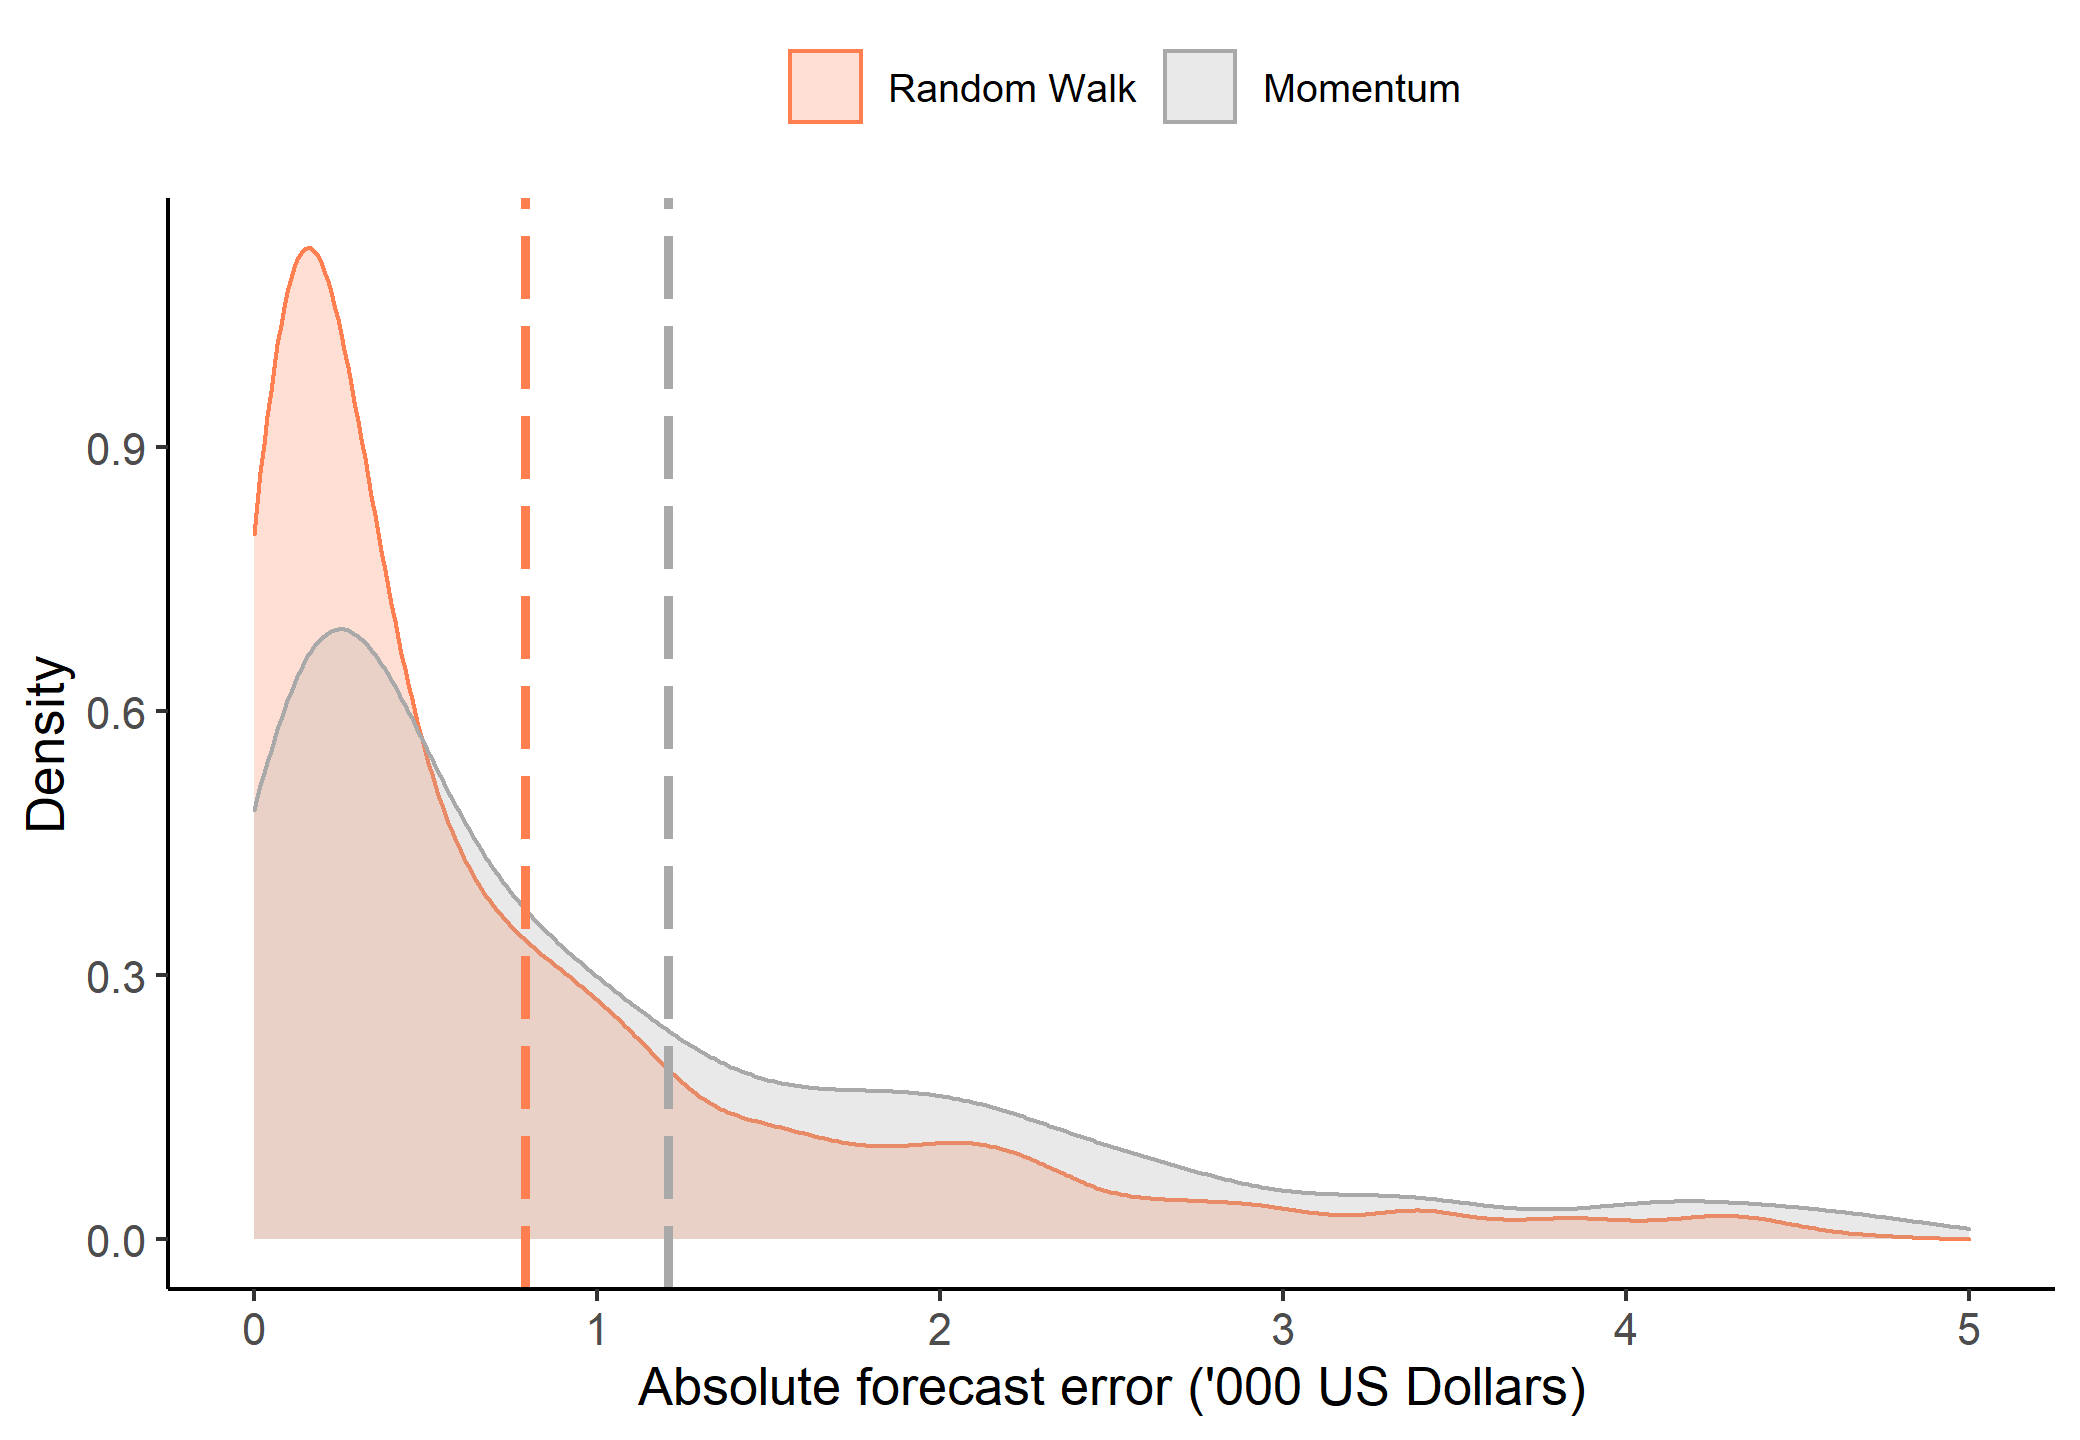 Random Walk
Momentum
Density
0.9
0.6
0.3
0.0
0
1
2
3
4
5
Absolute forecast error ('000 US Dollars)